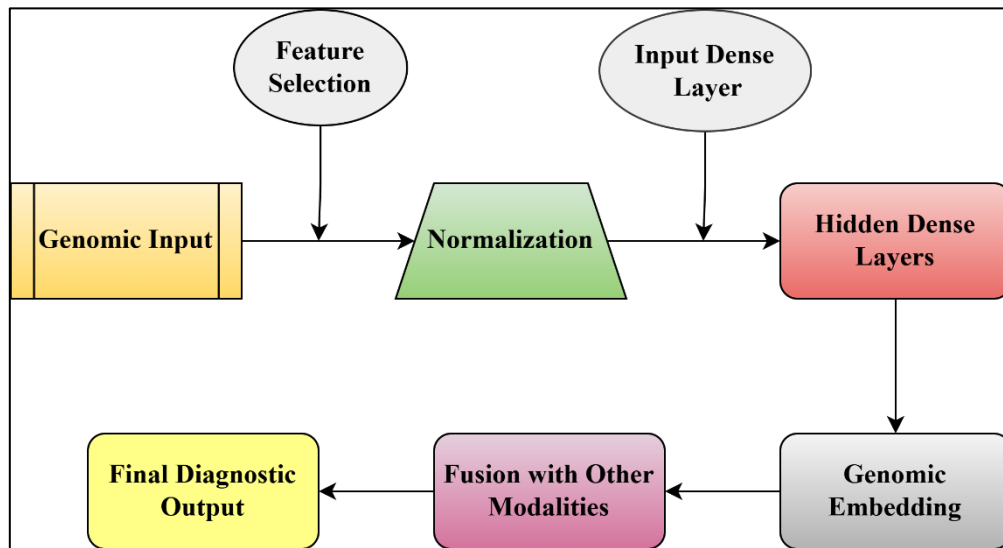 Feature
Selection
Input Dense
Layer
Genomic Input
Normalization
Hidden Dense
Layers
Final Diagnostic
Output
Fusion with Other
Modalities
Genomic
Embedding